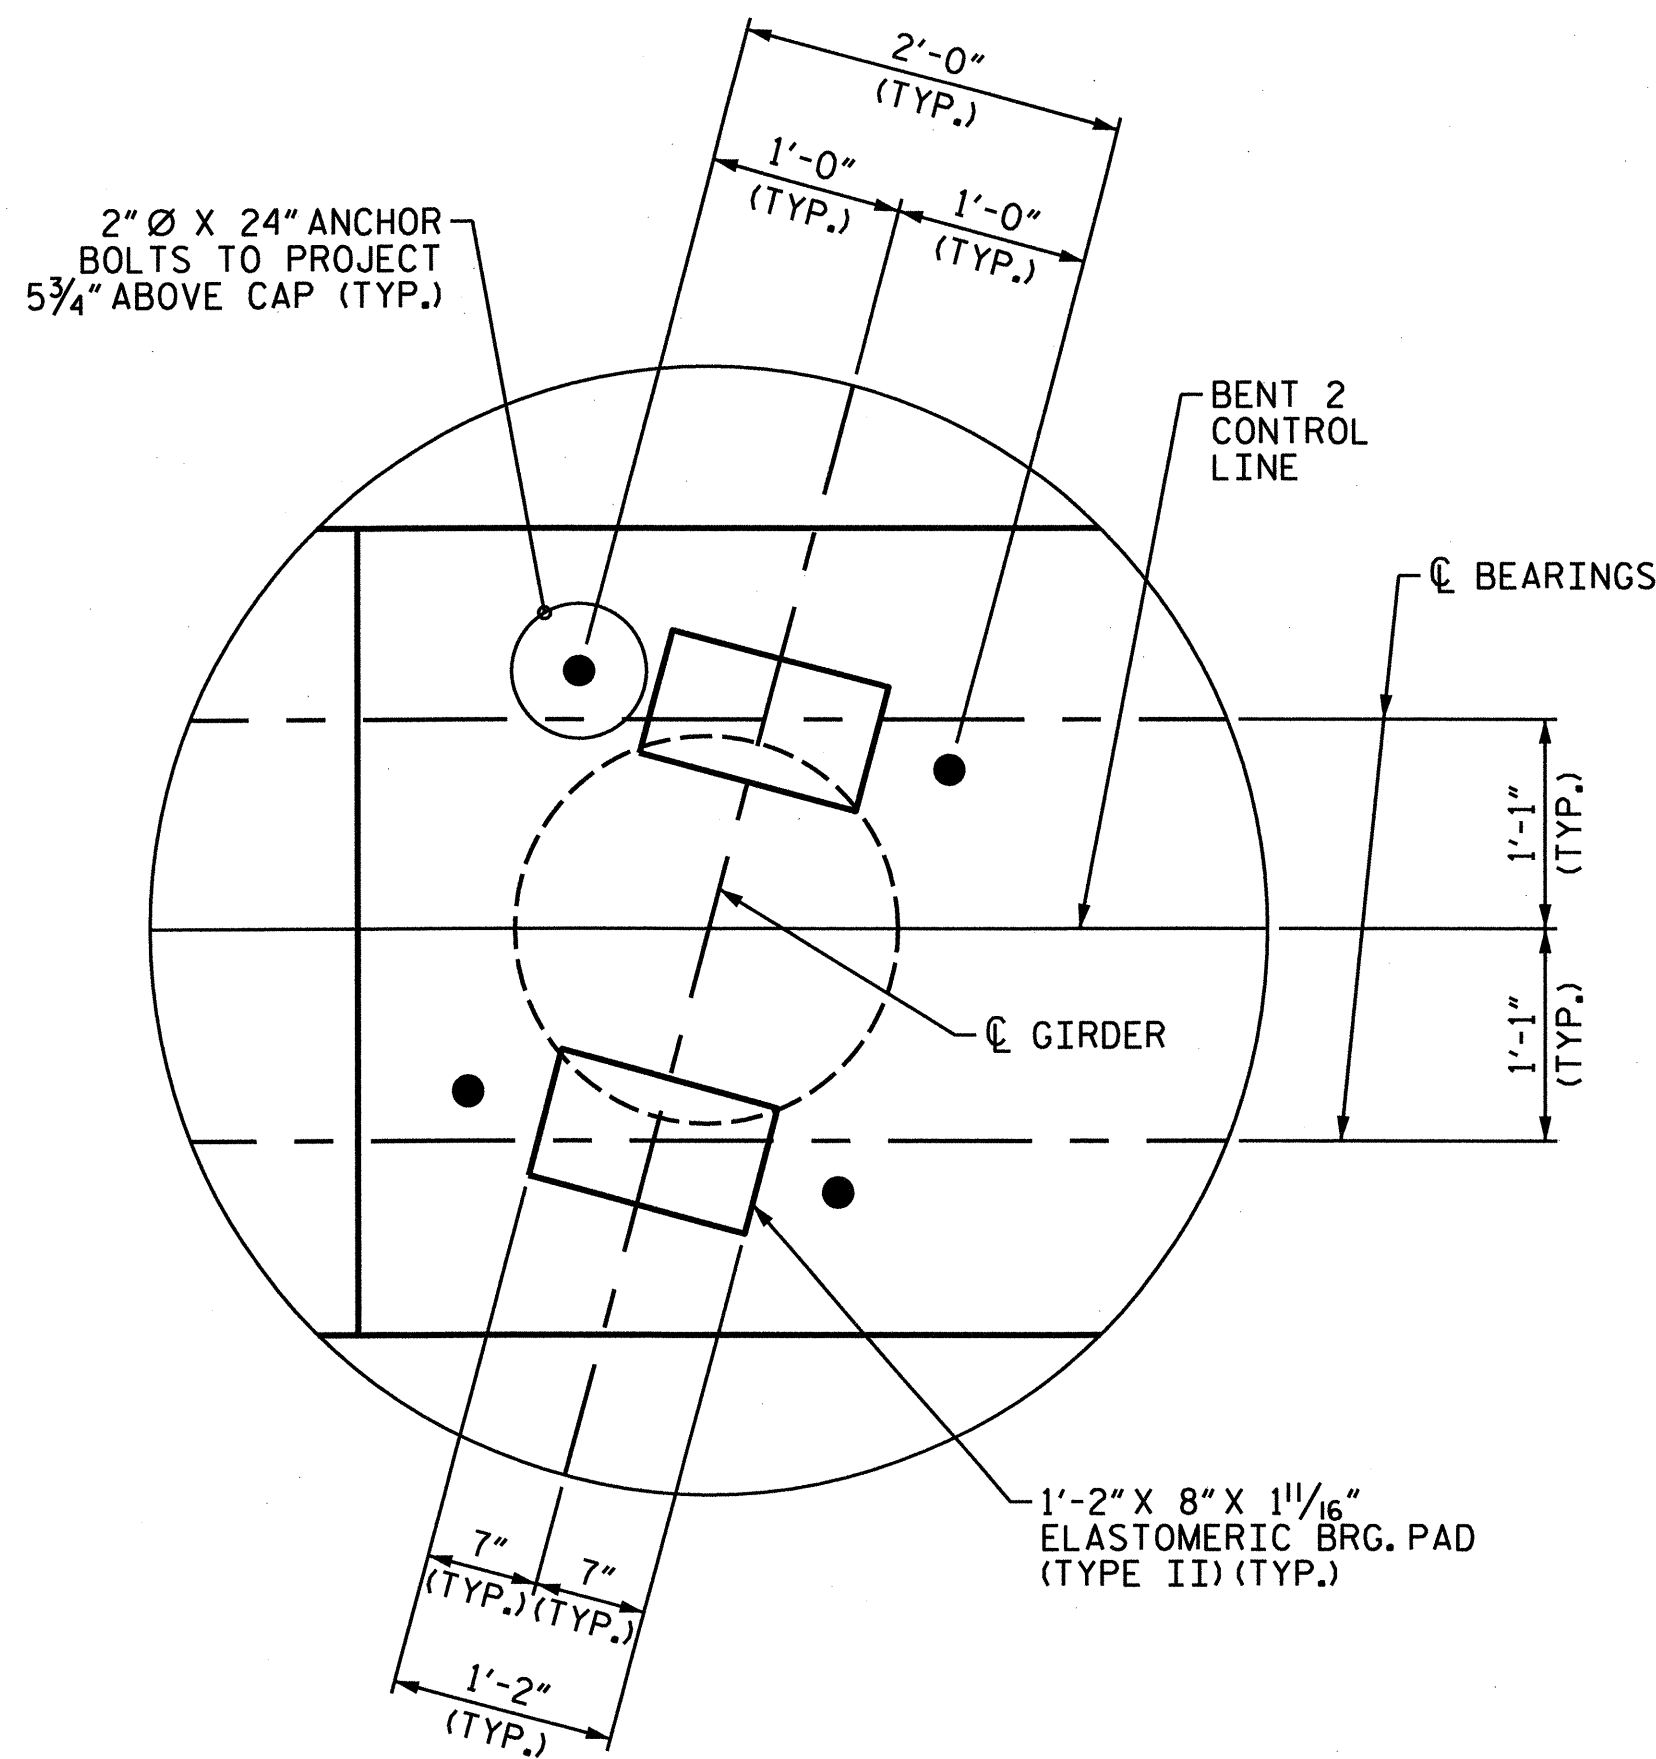 2'-0"
(TYP.)
1'-0"
(TYP.)
1'-0"
(TYP.)
2" Ø X 24" ANCHOR
BOLTS TO PROJECT
5¾" ABOVE CAP (TYP.)
BENT 2
CONTROL
LINE
℄ BEARINGS
1'-1"
(TYP.)
1'-1"
(TYP.)
℄ GIRDER
1'-2" X 8" X 1 11/16"
ELASTOMERIC BRG. PAD
(TYPE II) (TYP.)
7"
(TYP.)
7"
(TYP.)
1'-2"
(TYP.)